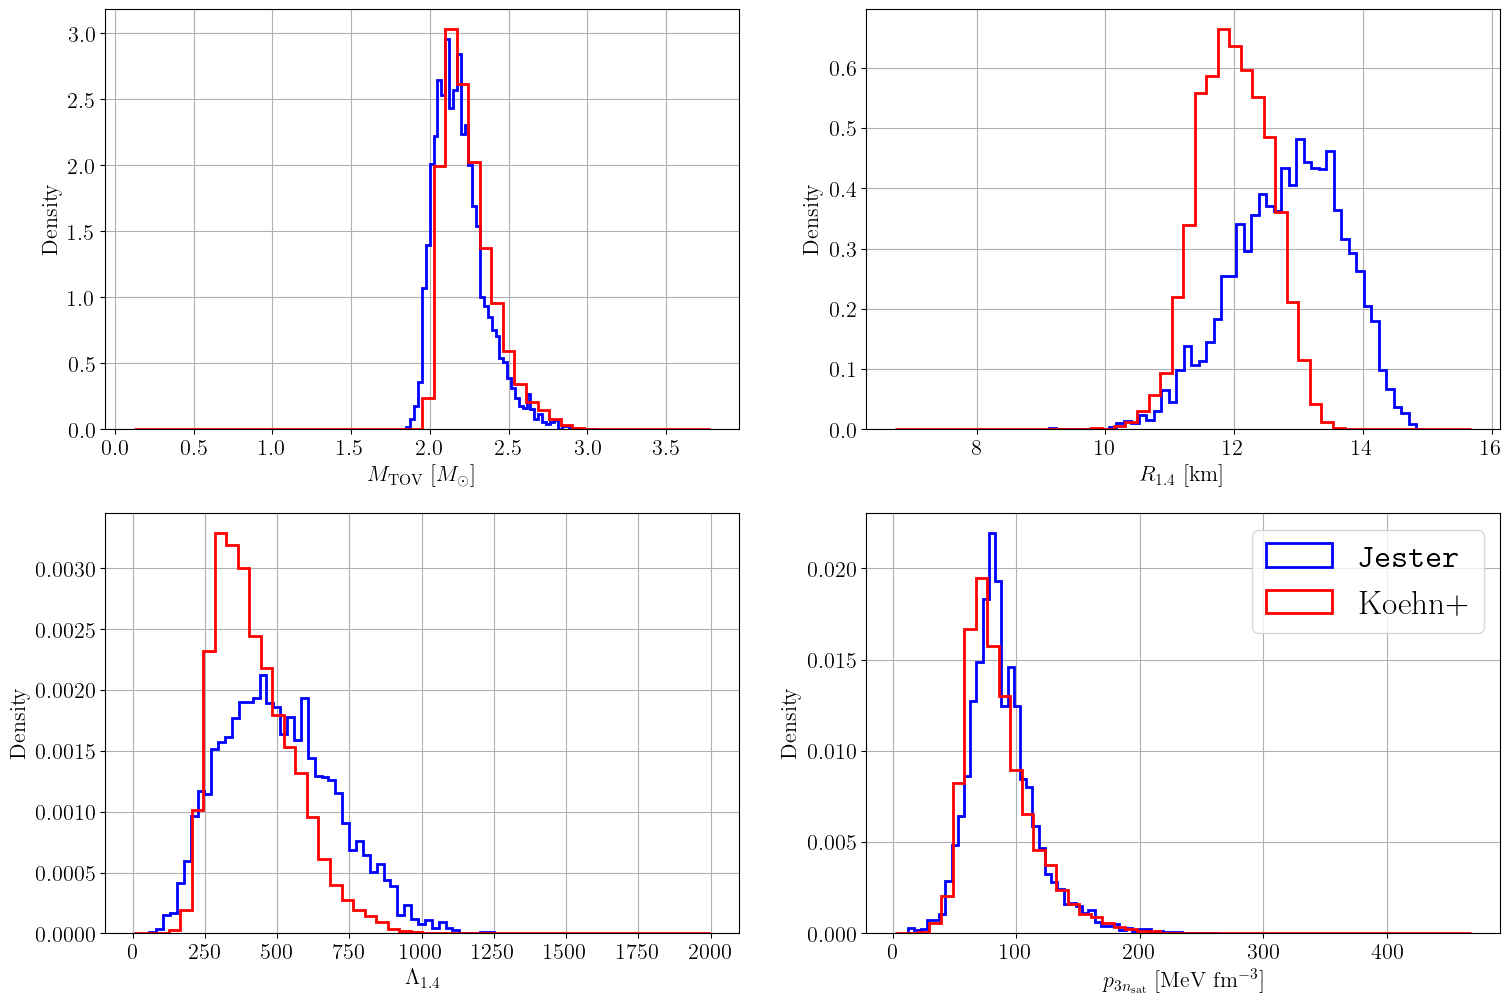 Density
3.0
2.5
2.0
1.5
1.0
0.5
0.0
0.0 0.5 1.0 1.5 2.0 2.5 3.0 3.5
M_TOV [M_⊙]
Density
0.6
0.5
0.4
0.3
0.2
0.1
0.0
8 10 12 14 16
R_1.4 [km]
Density
0.0030
0.0025
0.0020
0.0015
0.0010
0.0005
0.0000
0 250 500 750 1000 1250 1500 1750 2000
Λ_1.4
Density
0.020
0.015
0.010
0.005
0.000
0 100 200 300 400
p_3n_sat [MeV fm⁻³]
Jester
Koehn+